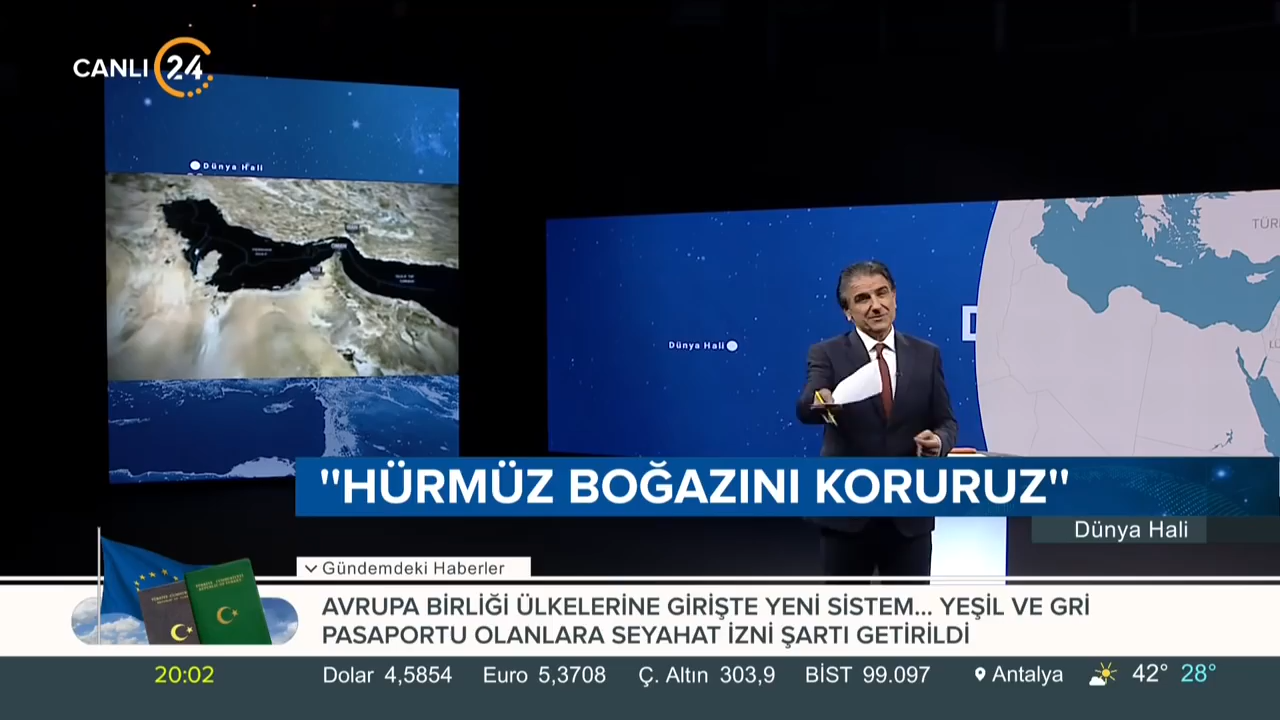 CANLI 24
Dünya Hali
Dünya Hali
TÜR
"HÜRMÜZ BOĞAZINI KORURUZ"
Dünya Hali
Gündemdeki Haberler
AVRUPA BİRLİĞİ ÜLKELERİNE GİRİŞTE YENİ SİSTEM... YEŞİL VE GRİ
PASAPORTU OLANLARA SEYAHAT İZNİ ŞARTI GETİRİLDİ
20:02 Dolar 4,5854 Euro 5,3708 Ç. Altın 303,9 BİST 99.097 Antalya 42° 28°